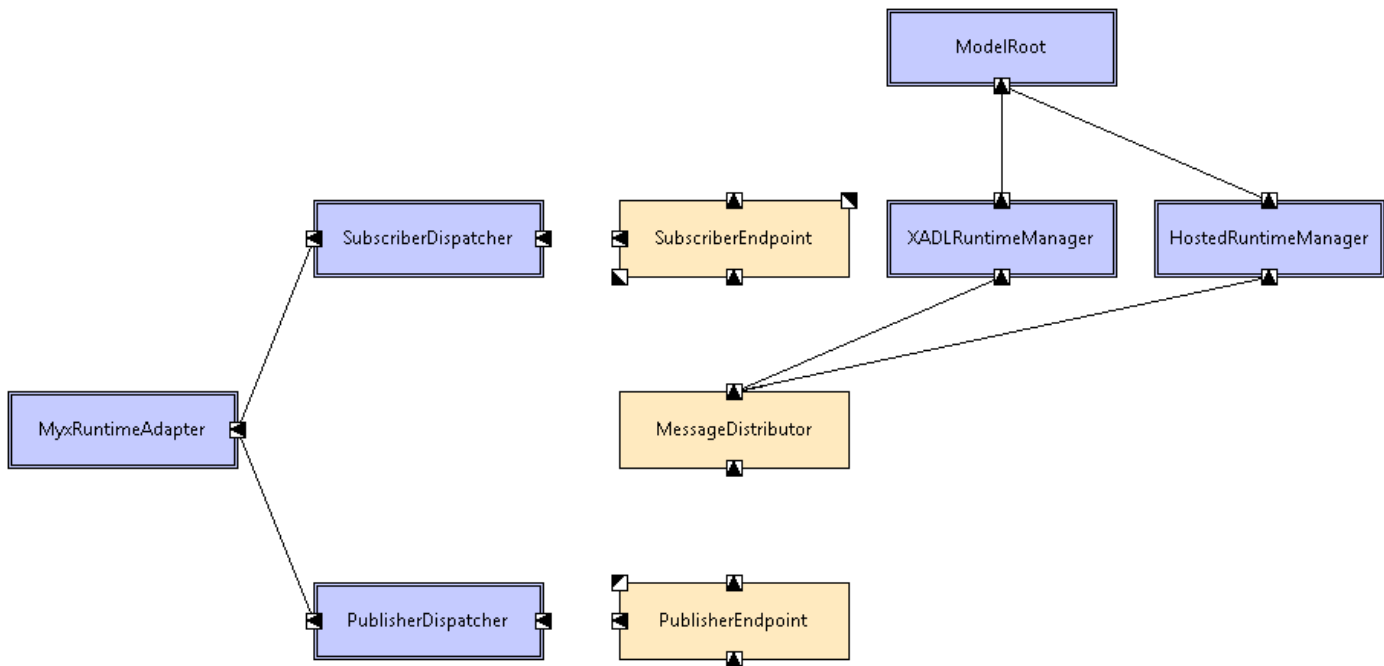 ModelRoot
SubscriberDispatcher
SubscriberEndpoint
XADLRuntimeManager
HostedRuntimeManager
MyxRuntimeAdapter
MessageDistributor
PublisherDispatcher
PublisherEndpoint